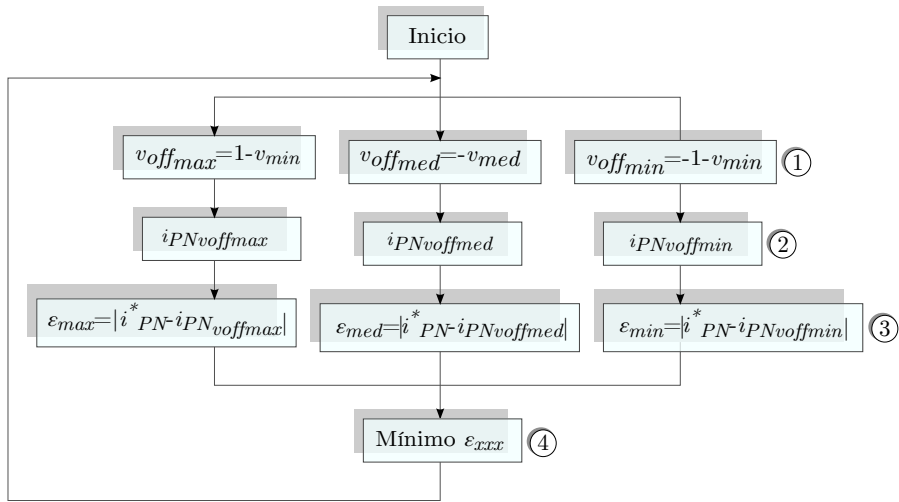 Inicio
v_{off_{max}}=1-v_{min}
v_{off_{med}}=-v_{med}
v_{off_{min}}=-1-v_{min}
1
i_{PNvoffmax}
i_{PNvoffmed}
i_{PNvoffmin}
2
ε_{max}=|i^*_{PN}-i_{PN_{voffmax}}|
ε_{med}=|i^*_{PN}-i_{PNvoffmed}|
ε_{min}=|i^*_{PN}-i_{PNvoffmin}|
3
Mínimo ε_{xxx}
4